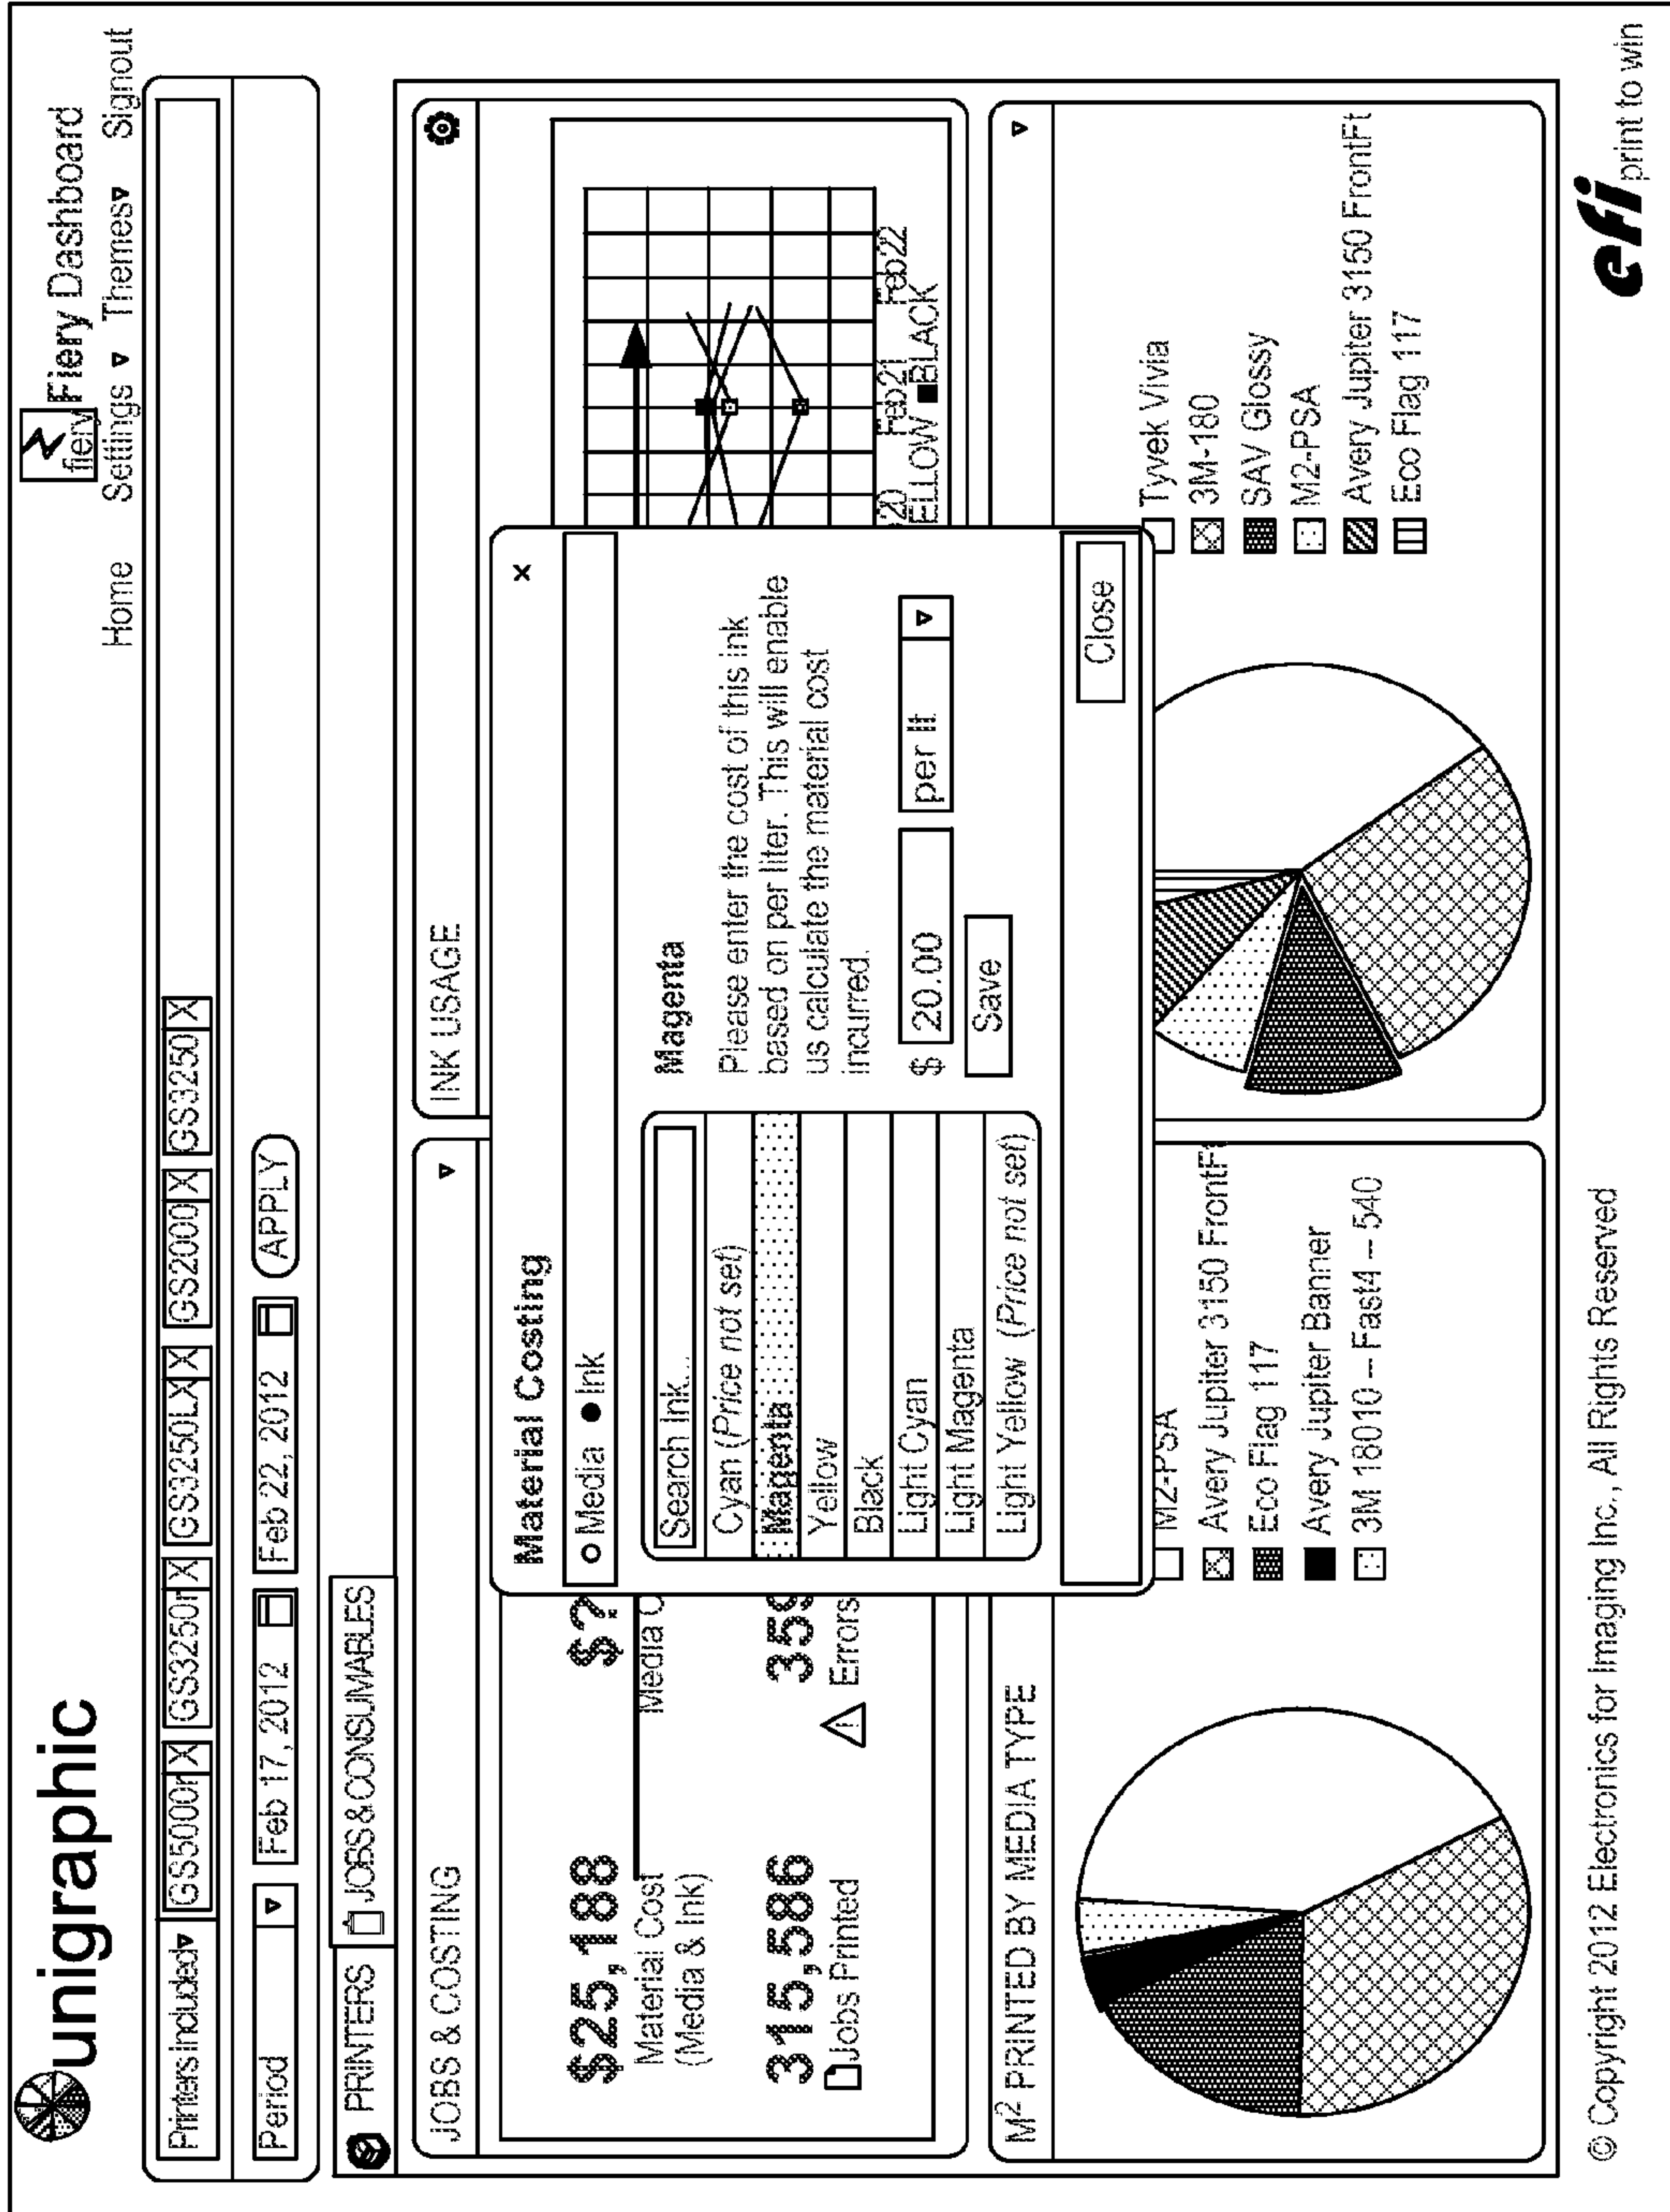 unigraphic
fiery
Fiery Dashboard
Home Settings Themes Signout
Printers Included GS5000r X GS3250r X GS3250LX X GS2000 X GS3250 X
Period Feb 17, 2012 Feb 22, 2012 APPLY
PRINTERS JOBS & CONSUMABLES
JOBS & COSTING
$25,188 $?
Material Cost
(Media & Ink)
Media C
315,586 359
Jobs Printed Errors
INK USAGE
20 Feb21 Feb22
ELLOW BLACK
Material Costing x
Media Ink
Search Ink...
Cyan (Price not set)
Magenta
Yellow
Black
Light Cyan
Light Magenta
Light Yellow (Price not set)
Magenta
Please enter the cost of this ink
based on per liter. This will enable
us calculate the material cost
incurred.
$ 20.00 per lt
Save
Close
M² PRINTED BY MEDIA TYPE
M2-PSA
Avery Jupiter 3150 FrontFt
Eco Flag 117
Avery Jupiter Banner
3M 18010 – Fast4 – 540
Tyvek Vivia
3M-180
SAV Glossy
M2-PSA
Avery Jupiter 3150 FrontFt
Eco Flag 117
© Copyright 2012 Electronics for Imaging Inc., All Rights Reserved
efi print to win